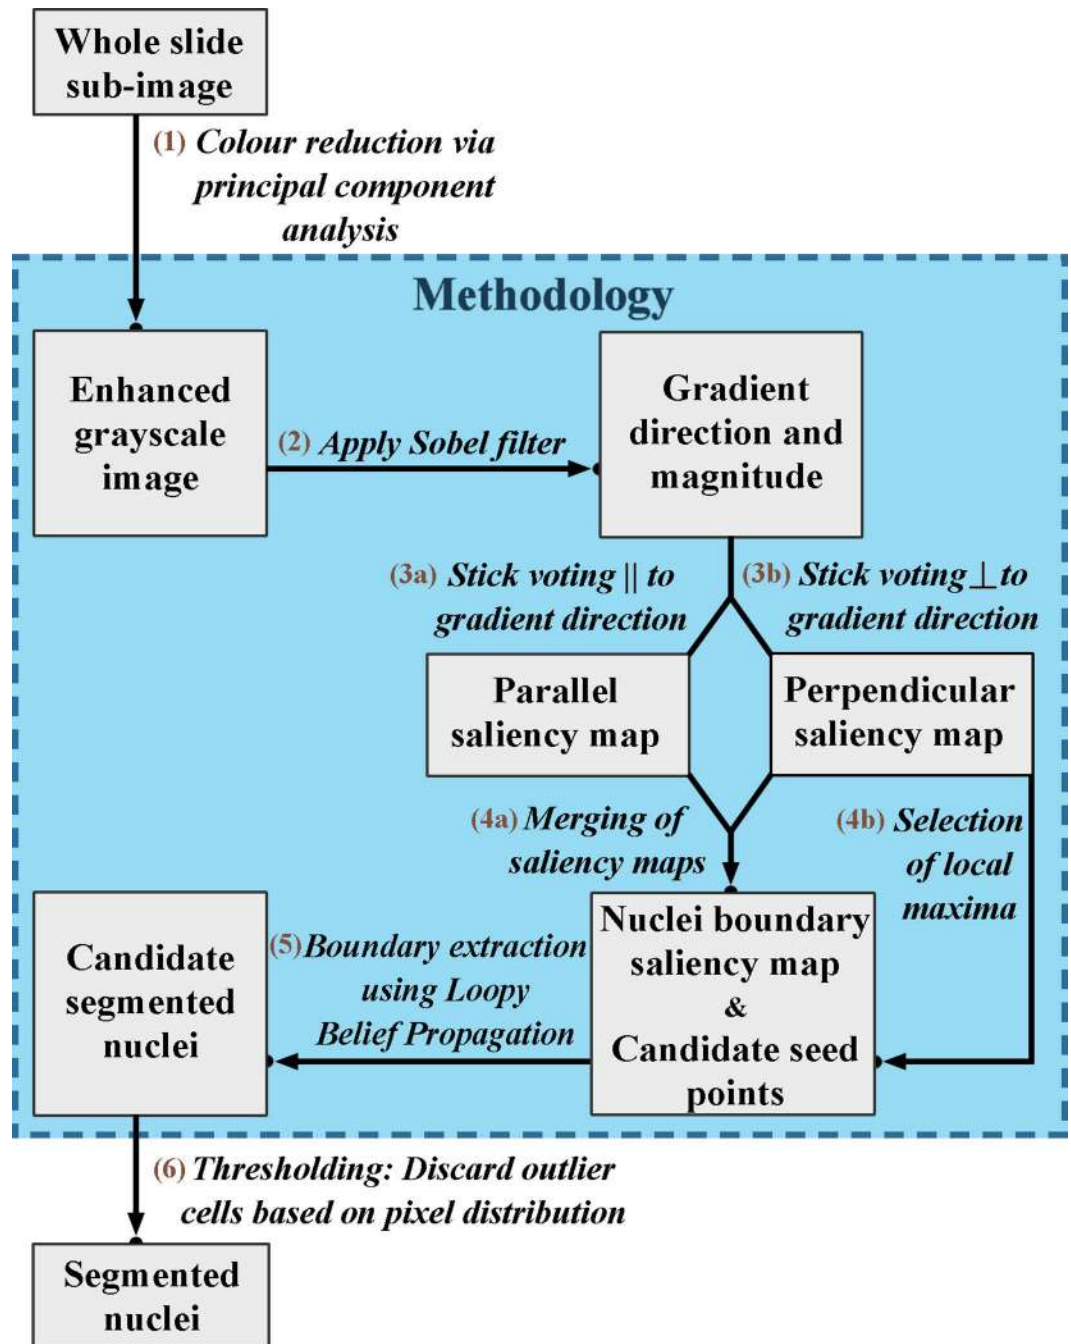 Whole slide
sub-image
(1) Colour reduction via
principal component
analysis
Methodology
Enhanced
grayscale
image
(2) Apply Sobel filter
Gradient
direction and
magnitude
(3a) Stick voting || to
gradient direction
(3b) Stick voting ⊥ to
gradient direction
Parallel
saliency map
Perpendicular
saliency map
(4a) Merging of
saliency maps
(4b) Selection
of local
maxima
Nuclei boundary
saliency map
&
Candidate seed
points
(5) Boundary extraction
using Loopy
Belief Propagation
Candidate
segmented
nuclei
(6) Thresholding: Discard outlier
cells based on pixel distribution
Segmented
nuclei